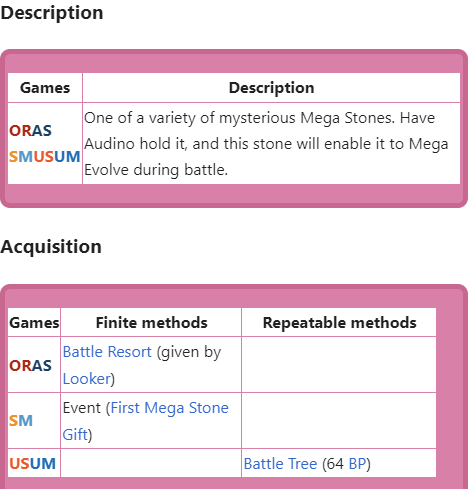 Description
Games Description
ORAS
SMUSUM
One of a variety of mysterious Mega Stones. Have
Audino hold it, and this stone will enable it to Mega
Evolve during battle.
Acquisition
Games Finite methods Repeatable methods
ORAS
Battle Resort (given by
Looker)
SM
Event (First Mega Stone
Gift)
USUM Battle Tree (64 BP)